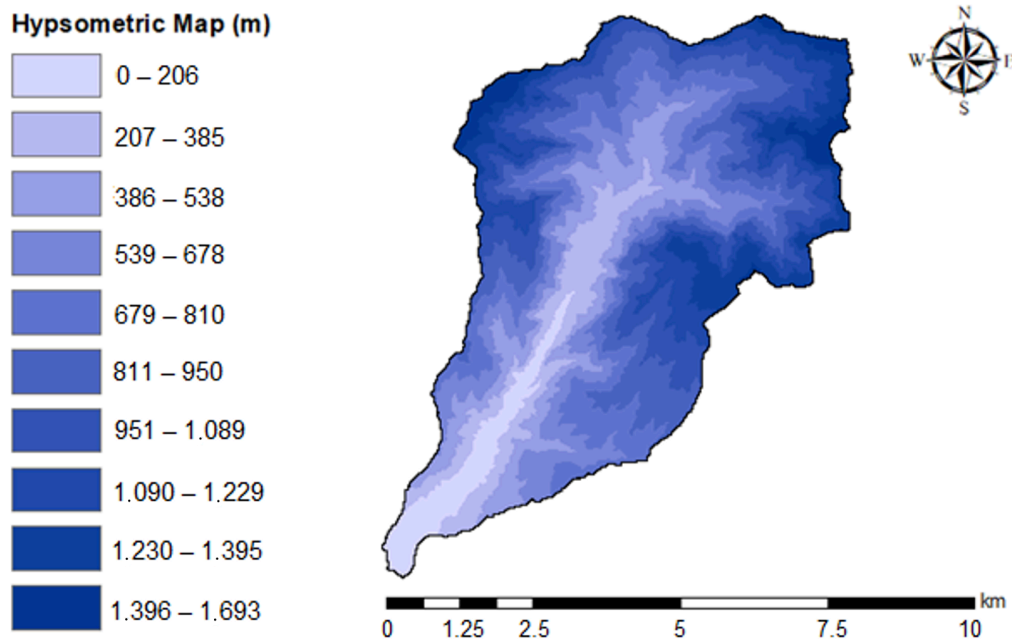 Hypsometric Map (m)
0 – 206
207 – 385
386 – 538
539 – 678
679 – 810
811 – 950
951 – 1.089
1.090 – 1.229
1.230 – 1.395
1.396 – 1.693
N
W E
S
km
0 1.25 2.5 5 7.5 10